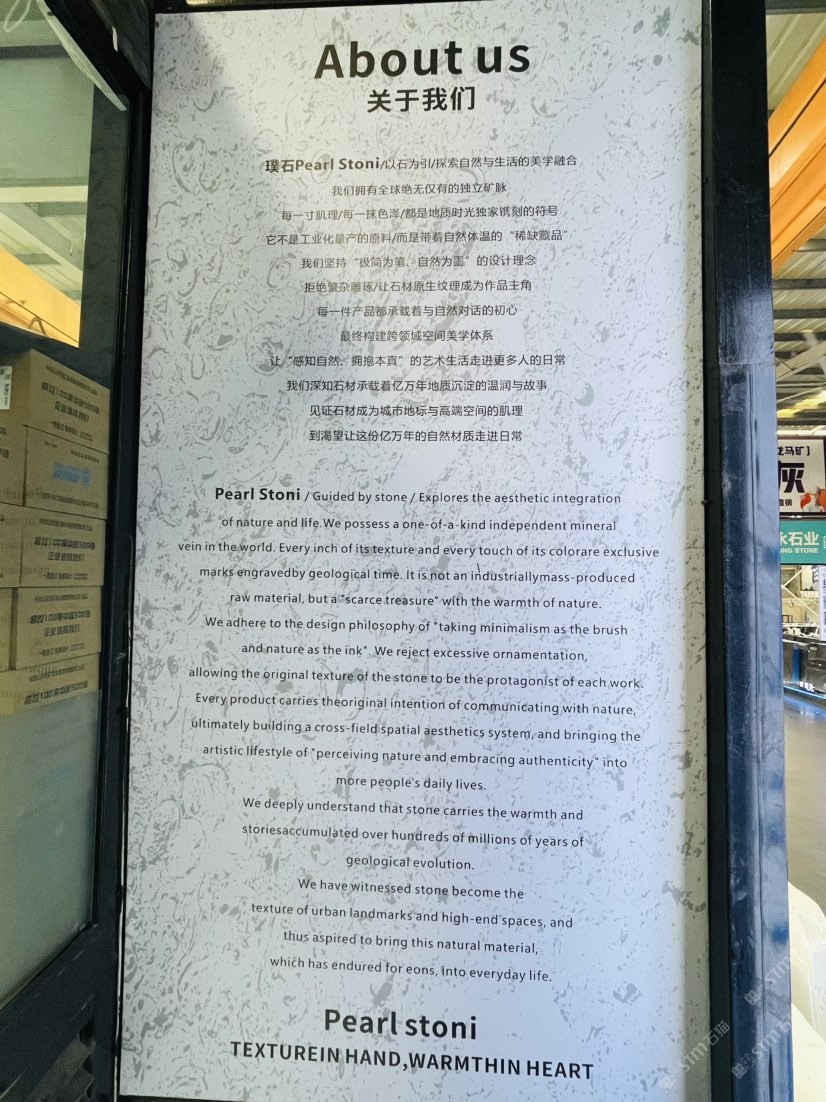 About us
关于我们
璞石Pearl Stoni/以石为引/探索自然与生活的美学融合
我们拥有全球绝无仅有的独立矿脉
每一寸肌理/每一抹色泽/都是地质时光独家镌刻的符号
它不是工业化量产的原料/而是带着自然体温的“稀缺藏品”
我们坚持“极简为笔、自然为墨”的设计理念
拒绝繁杂雕琢/让石材原生纹理成为作品主角
每一件产品都承载着与自然对话的初心
最终构建跨领域空间美学体系
让“感知自然、拥抱本真”的艺术生活走进更多人的日常
我们深知石材承载着亿万年地质沉淀的温润与故事
见证石材成为城市地标与高端空间的肌理
到渴望让这份亿万年的自然材质走进日常
Pearl Stoni / Guided by stone / Explores the aesthetic integration
of nature and life.We possess a one-of-a-kind independent mineral
vein in the world. Every inch of its texture and every touch of its colorare exclusive
marks engravedby geological time. It is not an industriallymass-produced
raw material, but a "scarce treasure" with the warmth of nature.
We adhere to the design philosophy of "taking minimalism as the brush
and nature as the ink". We reject excessive ornamentation,
allowing the original texture of the stone to be the protagonist of each work.
Every product carries theoriginal intention of communicating with nature,
ultimately building a cross-field spatial aesthetics system, and bringing the
artistic lifestyle of "perceiving nature and embracing authenticity" into
more people's daily lives.
We deeply understand that stone carries the warmth and
storiesaccumulated over hundreds of millions of years of
geological evolution.
We have witnessed stone become the
texture of urban landmarks and high-end spaces, and
thus aspired to bring this natural material,
which has endured for eons, into everyday life.
Pearl stoni
TEXTUREIN HAND,WARMTHIN HEART
龙马矿】
灰
永石业
ING STONE
石猫